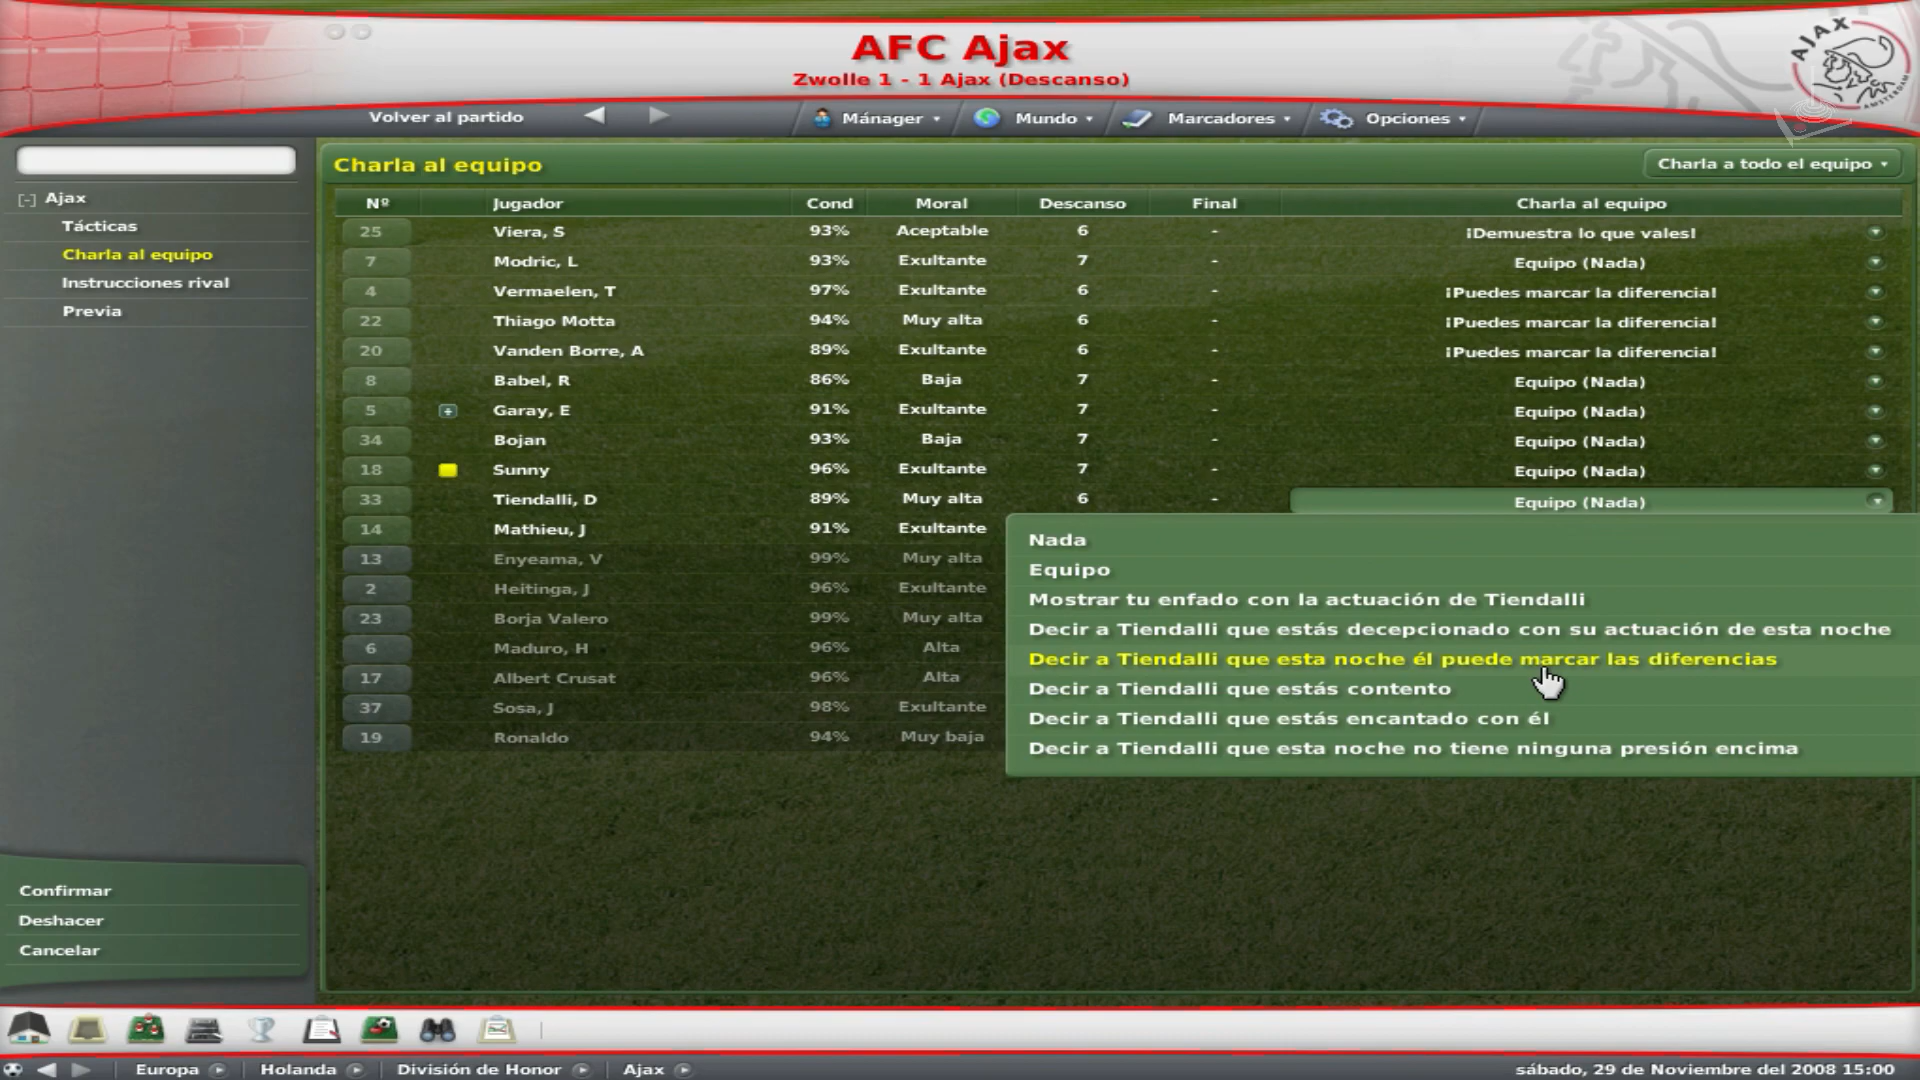 AFC Ajax
Zwolle 1 - 1 Ajax (Descanso)
AJAX
AMSTERDAM
Volver al partido Mánager Mundo Marcadores Opciones
Charla al equipo Charla a todo el equipo
[-] Ajax
Tácticas
Charla al equipo
Instrucciones rival
Previa
Nº Jugador Cond Moral Descanso Final Charla al equipo
25 Viera, S 93% Aceptable 6 - ¡Demuestra lo que vales!
7 Modric, L 93% Exultante 7 - Equipo (Nada)
4 Vermaelen, T 97% Exultante 6 - ¡Puedes marcar la diferencia!
22 Thiago Motta 94% Muy alta 6 - ¡Puedes marcar la diferencia!
20 Vanden Borre, A 89% Exultante 6 - ¡Puedes marcar la diferencia!
8 Babel, R 86% Baja 7 - Equipo (Nada)
5 Garay, E 91% Exultante 7 - Equipo (Nada)
34 Bojan 93% Baja 7 - Equipo (Nada)
18 Sunny 96% Exultante 7 - Equipo (Nada)
33 Tiendalli, D 89% Muy alta 6 - Equipo (Nada)
14 Mathieu, J 91% Exultante
13 Enyeama, V 99% Muy alta
2 Heitinga, J 96% Exultante
23 Borja Valero 99% Muy alta
6 Maduro, H 96% Alta
17 Albert Crusat 96% Alta
37 Sosa, J 98% Exultante
19 Ronaldo 94% Muy baja
Nada
Equipo
Mostrar tu enfado con la actuación de Tiendalli
Decir a Tiendalli que estás decepcionado con su actuación de esta noche
Decir a Tiendalli que esta noche él puede marcar las diferencias
Decir a Tiendalli que estás contento
Decir a Tiendalli que estás encantado con él
Decir a Tiendalli que esta noche no tiene ninguna presión encima
Confirmar
Deshacer
Cancelar
Europa Holanda División de Honor Ajax sábado, 29 de Noviembre del 2008 15:00